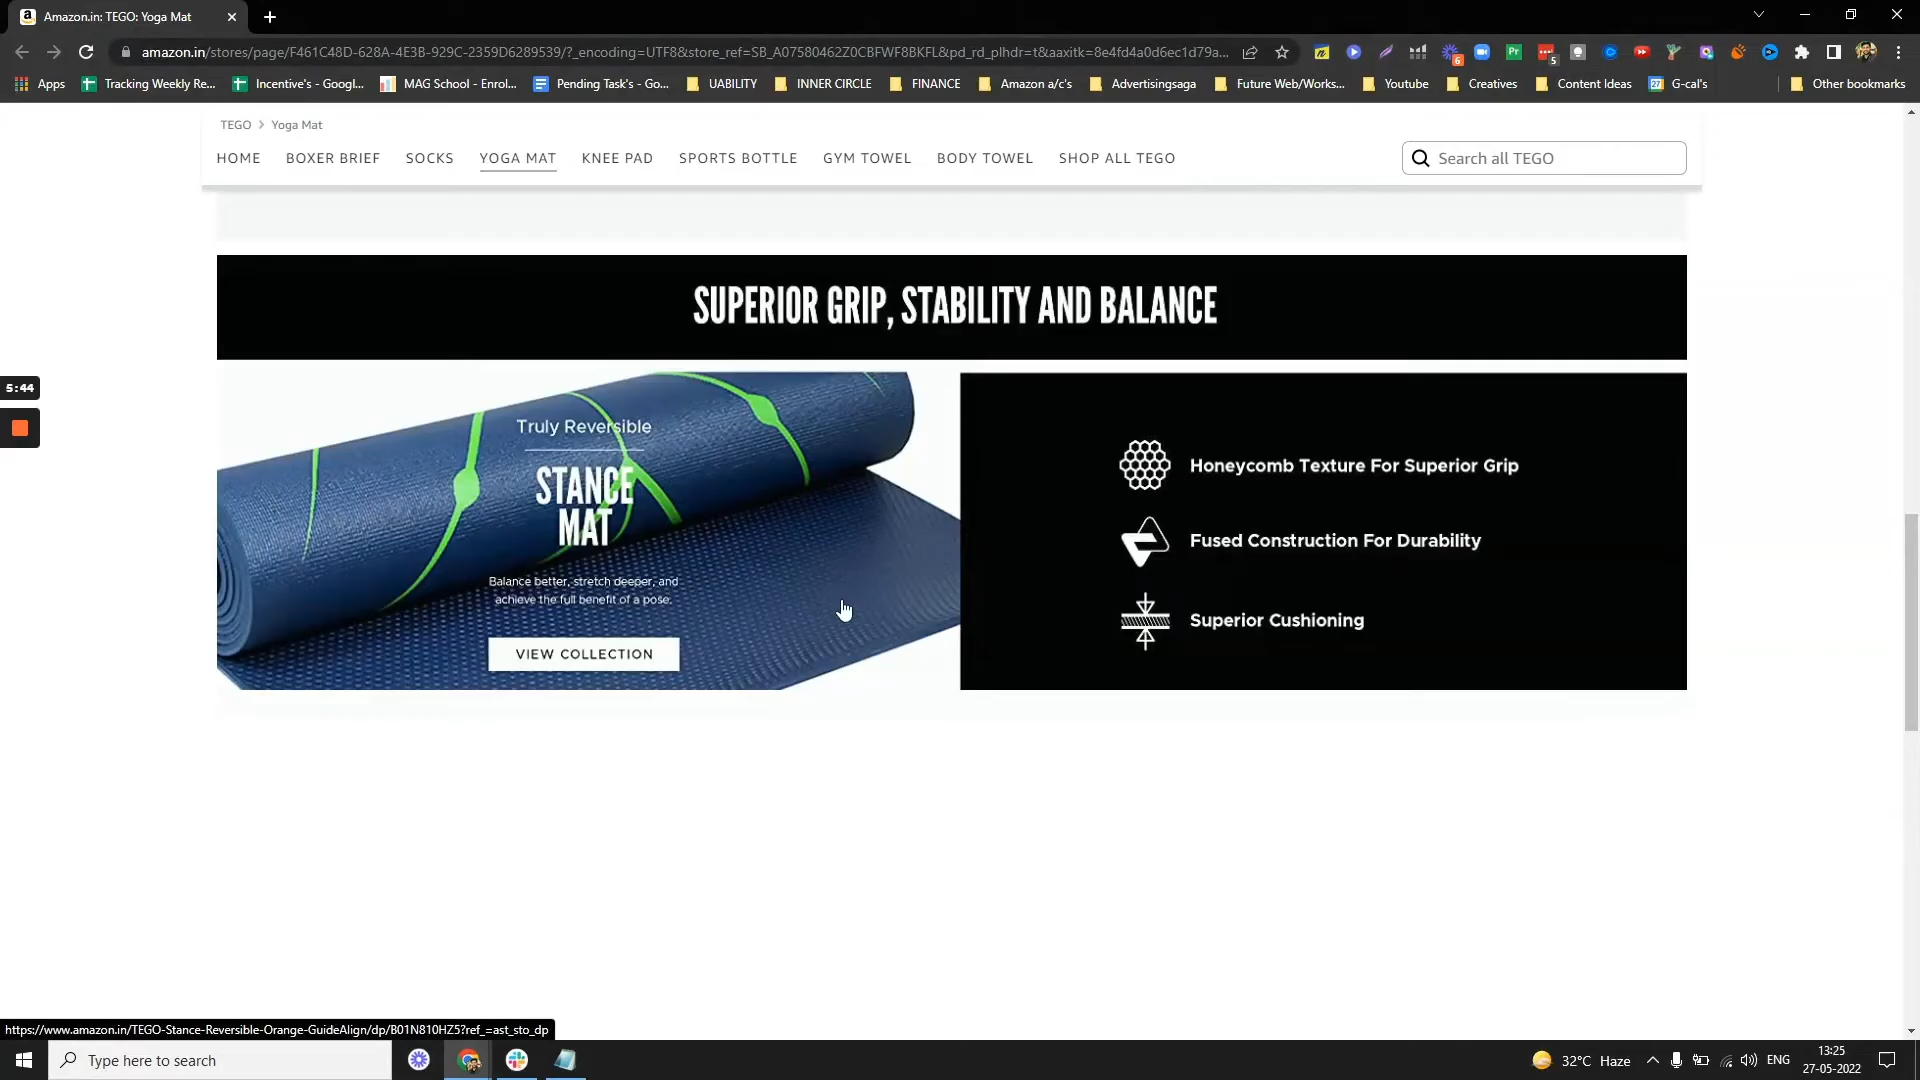 Amazon.in: TEGO: Yoga Mat
amazon.in/stores/page/F461C48D-628A-4E3B-929C-2359D6289539/?_encoding=UTF8&store_ref=SB_A07580462Z0CBFWF8BKFL&pd_rd_plhdr=t&aaxitk=8e4fd4a0d6ec1d79a...
Apps Tracking Weekly Re... Incentive's - Googl... MAG School - Enrol... Pending Task's - Go... UABILITY INNER CIRCLE FINANCE Amazon a/c's Advertisingsaga Future Web/Works... Youtube Creatives Content Ideas G-cal's Other bookmarks
TEGO > Yoga Mat
HOME BOXER BRIEF SOCKS YOGA MAT KNEE PAD SPORTS BOTTLE GYM TOWEL BODY TOWEL SHOP ALL TEGO Search all TEGO
SUPERIOR GRIP, STABILITY AND BALANCE
5:44
Truly Reversible
STANCE
MAT
Balance better, stretch deeper, and
achieve the full benefit of a pose.
VIEW COLLECTION
Honeycomb Texture For Superior Grip
Fused Construction For Durability
Superior Cushioning
https://www.amazon.in/TEGO-Stance-Reversible-Orange-GuideAlign/dp/B01N810HZ5?ref_=ast_sto_dp
Type here to search
32°C Haze
ENG
13:25
27-05-2022